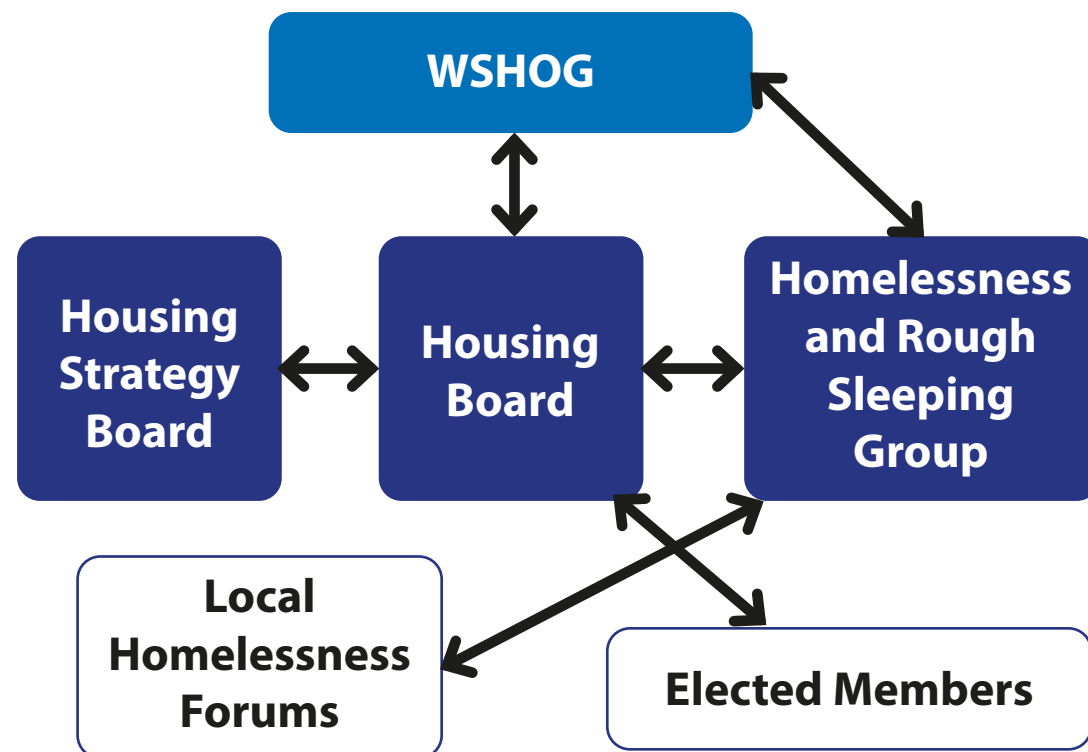 WSHOG
Housing
Strategy
Board
Housing
Board
Homelessness
and Rough
Sleeping
Group
Local
Homelessness
Forums
Elected Members